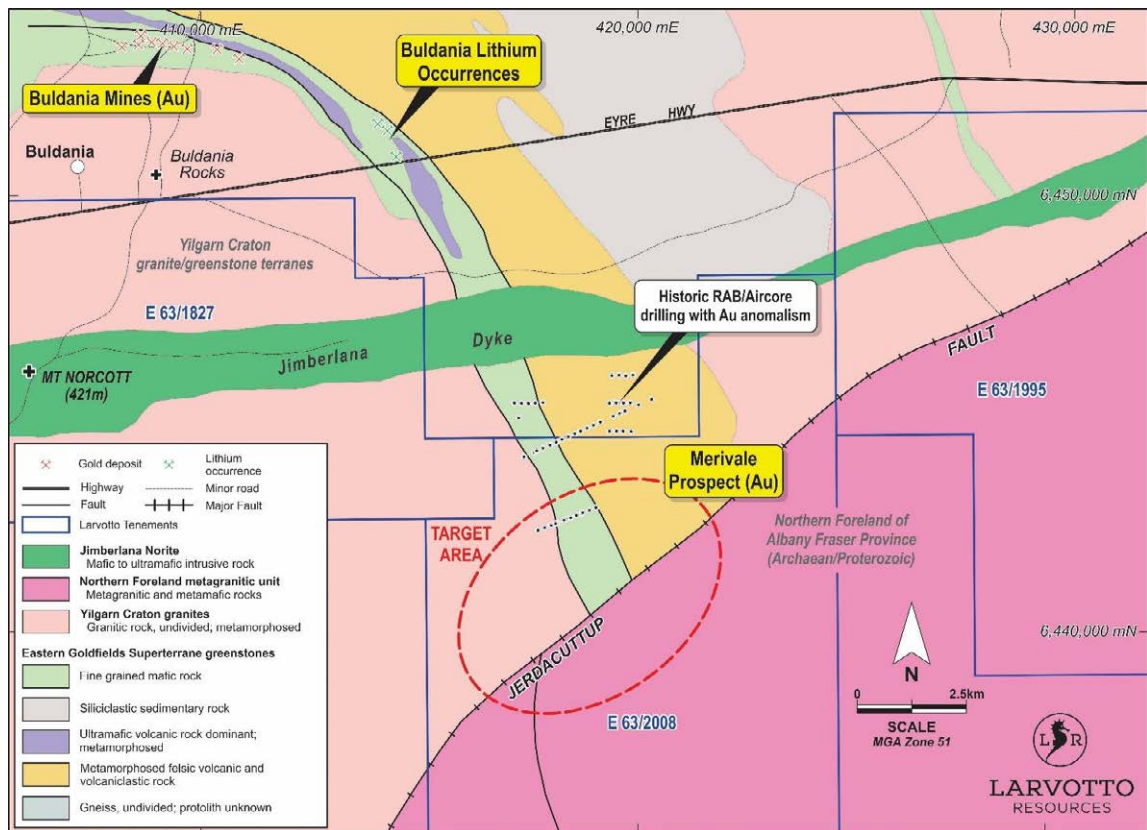 410,000 mE
420,000 mE
430,000 mE
Buldania Mines (Au)
Buldania Lithium
Occurrences
EYRE HWY
Buldania
Buldania
Rocks
6,450,000 mN
Yilgarn Craton
granite/greenstone terranes
E 63/1827
Historic RAB/Aircore
drilling with Au anomalism
Jimberlana Dyke
MT NORCOTT
(421m)
FAULT
E 63/1995
Merivale
Prospect (Au)
TARGET
AREA
Northern Foreland of
Albany Fraser Province
(Archaean/Proterozoic)
JERDACUTTUP
6,440,000 mN
E 63/2008
N
0 2.5km
SCALE
MGA Zone 51
L R
LARVOTTO
RESOURCES
Gold deposit
Lithium
occurrence
Highway
Minor road
Fault
Major Fault
Larvotto Tenements
Jimberlana Norite
Mafic to ultramafic intrusive rock
Northern Foreland metagranitic unit
Metagranitic and metamafic rocks
Yilgarn Craton granites
Granitic rock, undivided; metamorphosed
Eastern Goldfields Superterrane greenstones
Fine grained mafic rock
Siliciclastic sedimentary rock
Ultramafic volcanic rock dominant;
metamorphosed
Metamorphosed felsic volcanic and
volcaniclastic rock
Gneiss, undivided; protolith unknown